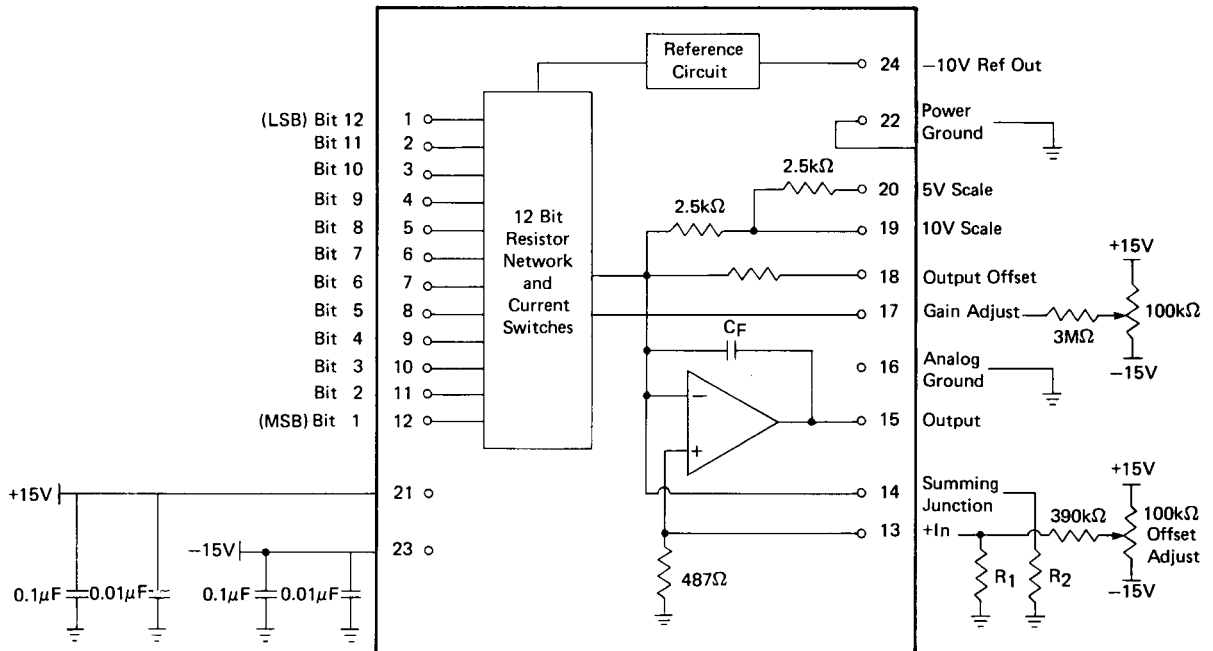 Reference
Circuit
24 -10V Ref Out
22 Power
Ground
(LSB) Bit 12 1
Bit 11 2
Bit 10 3
Bit 9 4
Bit 8 5
Bit 7 6
Bit 6 7
Bit 5 8
Bit 4 9
Bit 3 10
Bit 2 11
(MSB) Bit 1 12
12 Bit
Resistor
Network
and
Current
Switches
2.5kΩ
20 5V Scale
2.5kΩ
19 10V Scale
18 Output Offset
17 Gain Adjust
3MΩ
+15V
100kΩ
-15V
CF
16 Analog
Ground
-
+
15 Output
14 Summing
Junction
13 +In
487Ω
390kΩ
+15V
100kΩ
Offset
Adjust
-15V
R1
R2
+15V
21
-15V
23
0.1μF
0.01μF
0.1μF
0.01μF